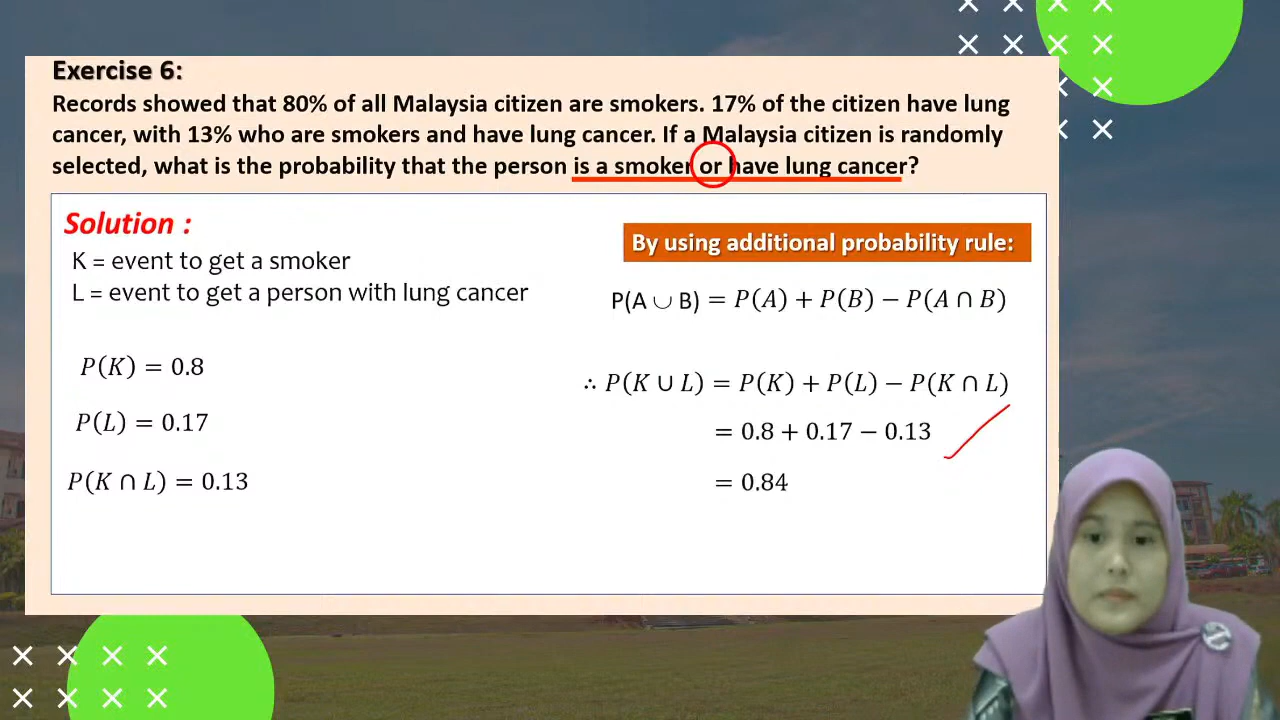 Exercise 6:
Records showed that 80% of all Malaysia citizen are smokers. 17% of the citizen have lung
cancer, with 13% who are smokers and have lung cancer. If a Malaysia citizen is randomly
selected, what is the probability that the person is a smoker or have lung cancer?
Solution :
K = event to get a smoker
L = event to get a person with lung cancer
P(K) = 0.8
P(L) = 0.17
P(K ∩ L) = 0.13
By using additional probability rule:
P(A ∪ B) = P(A) + P(B) − P(A ∩ B)
∴ P(K ∪ L) = P(K) + P(L) − P(K ∩ L)
= 0.8 + 0.17 − 0.13
= 0.84